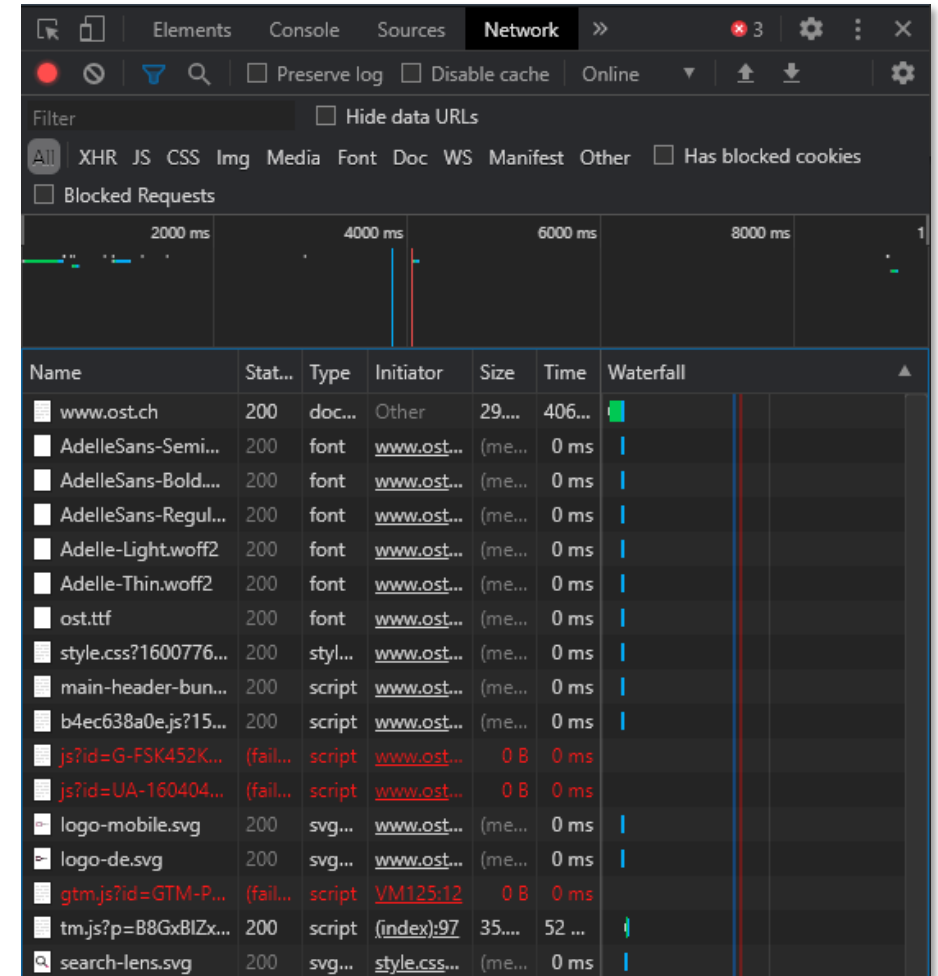 Elements Console Sources Network » 3
Preserve log Disable cache Online
Filter Hide data URLs
All XHR JS CSS Img Media Font Doc WS Manifest Other Has blocked cookies
Blocked Requests
2000 ms 4000 ms 6000 ms 8000 ms 1
Name Stat... Type Initiator Size Time Waterfall
www.ost.ch 200 doc... Other 29.... 406...
AdelleSans-Semi... 200 font www.ost... (me... 0 ms
AdelleSans-Bold.... 200 font www.ost... (me... 0 ms
AdelleSans-Regul... 200 font www.ost... (me... 0 ms
Adelle-Light.woff2 200 font www.ost... (me... 0 ms
Adelle-Thin.woff2 200 font www.ost... (me... 0 ms
ost.ttf 200 font www.ost... (me... 0 ms
style.css?1600776... 200 styl... www.ost... (me... 0 ms
main-header-bun... 200 script www.ost... (me... 0 ms
b4ec638a0e.js?15... 200 script www.ost... (me... 0 ms
js?id=G-FSK452K... (fail... script www.ost... 0 B 0 ms
js?id=UA-160404... (fail... script www.ost... 0 B 0 ms
logo-mobile.svg 200 svg... www.ost... (me... 0 ms
logo-de.svg 200 svg... www.ost... (me... 0 ms
gtm.js?id=GTM-P... (fail... script VM125:12 0 B 0 ms
tm.js?p=B8GxBIZx... 200 script (index):97 35.... 52 ...
search-lens.svg 200 svg... style.css... (me... 0 ms